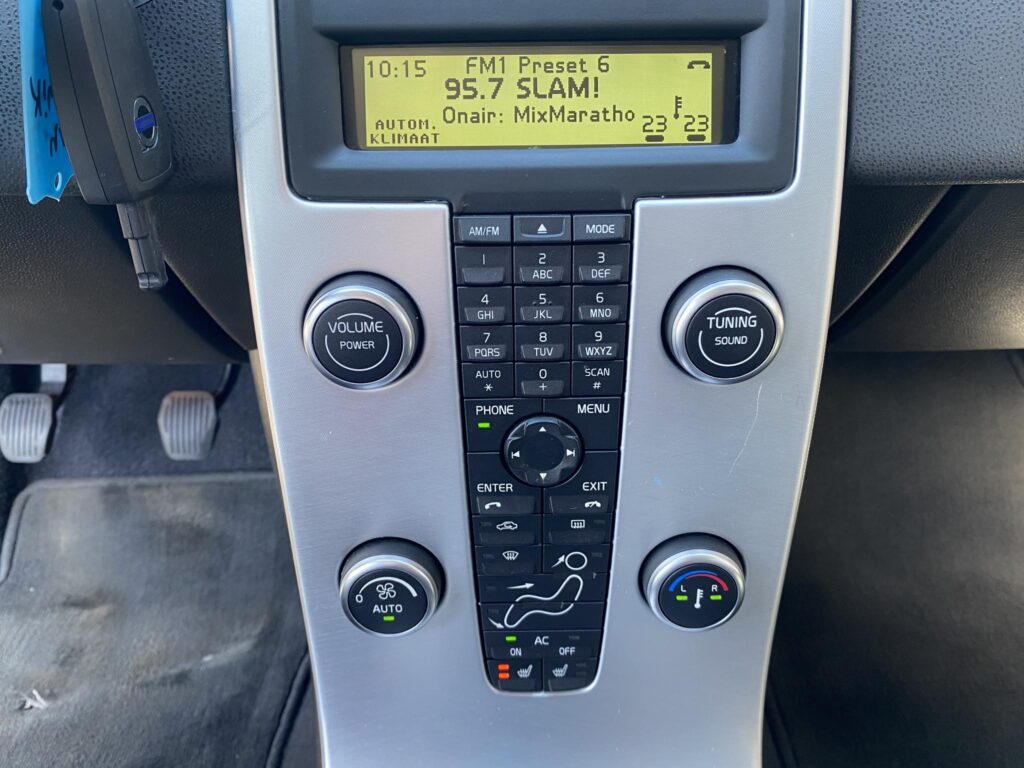 10:15 FM1 Preset 6
95.7 SLAM!
Onair: MixMaratho
AUTOM.
KLIMAAT
23 23
AM/FM MODE
1 2 3
ABC DEF
4 5 6
GHI JKL MNO
7 8 9
PQRS TUV WXYZ
AUTO 0 SCAN
* + #
VOLUME
POWER
TUNING
SOUND
PHONE MENU
ENTER EXIT
0
AUTO
L R
AC
ON OFF